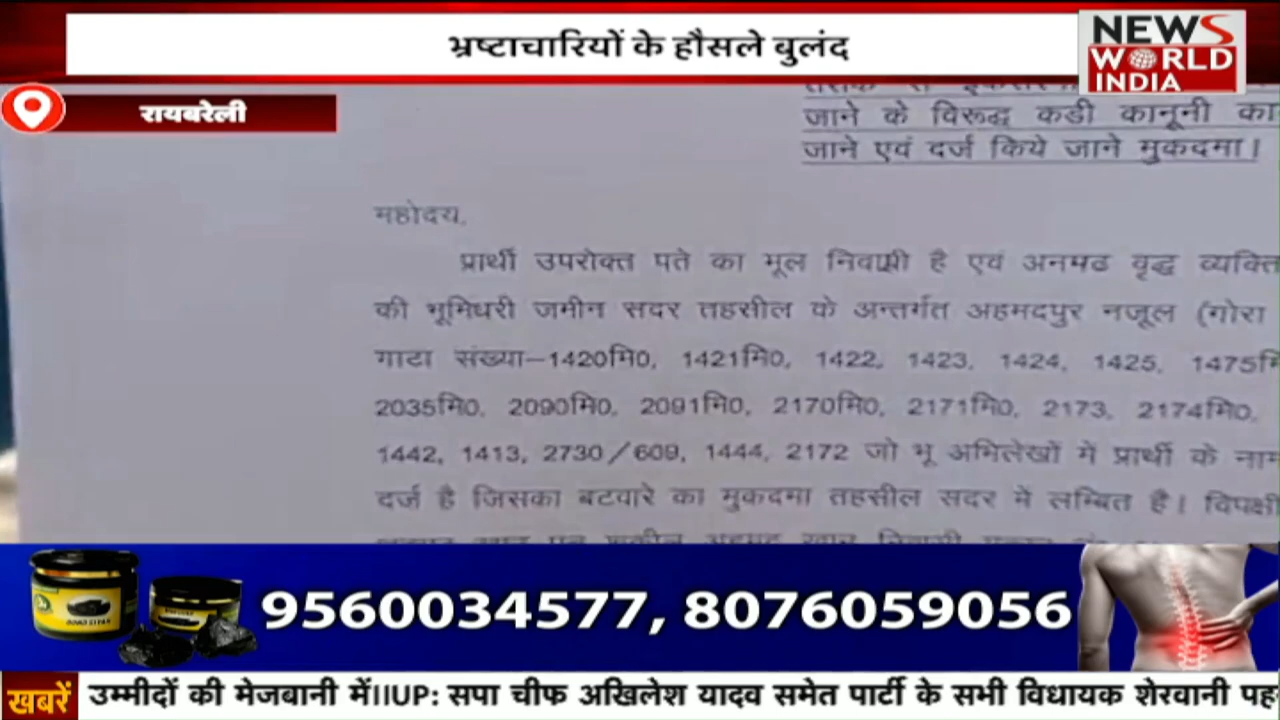 भ्रष्टाचारियों के हौसले बुलंद
NEWS
WORLD
INDIA
रायबरेली
जाने के विरूद्ध कडी कानूनी का
जाने एवं दर्ज किये जाने मुकदमा।
महोदय,
प्रार्थी उपरोक्त पते का मूल निवासी है एवं अनपढ वृद्ध व्यक्ति
की भूमिधरी जमीन सदर तहसील के अन्तर्गत अहमदपुर नजूल (गोरा
गाटा संख्या–1420मि0, 1421मि0, 1422, 1423, 1424, 1425, 1475मि
2035मि0, 2090मि0, 2091मि0, 2170मि0, 2171मि0, 2173, 2174मि0,
1442, 1413, 2730/609, 1444, 2172 जो भू अभिलेखों में प्रार्थी के नाम
दर्ज है जिसका बटवारे का मुकदमा तहसील सदर में लम्बित है। विपक्षी
9560034577, 8076059056
खबरें उम्मीदों की मेजबानी में।।UP: सपा चीफ अखिलेश यादव समेत पार्टी के सभी विधायक शेरवानी पह